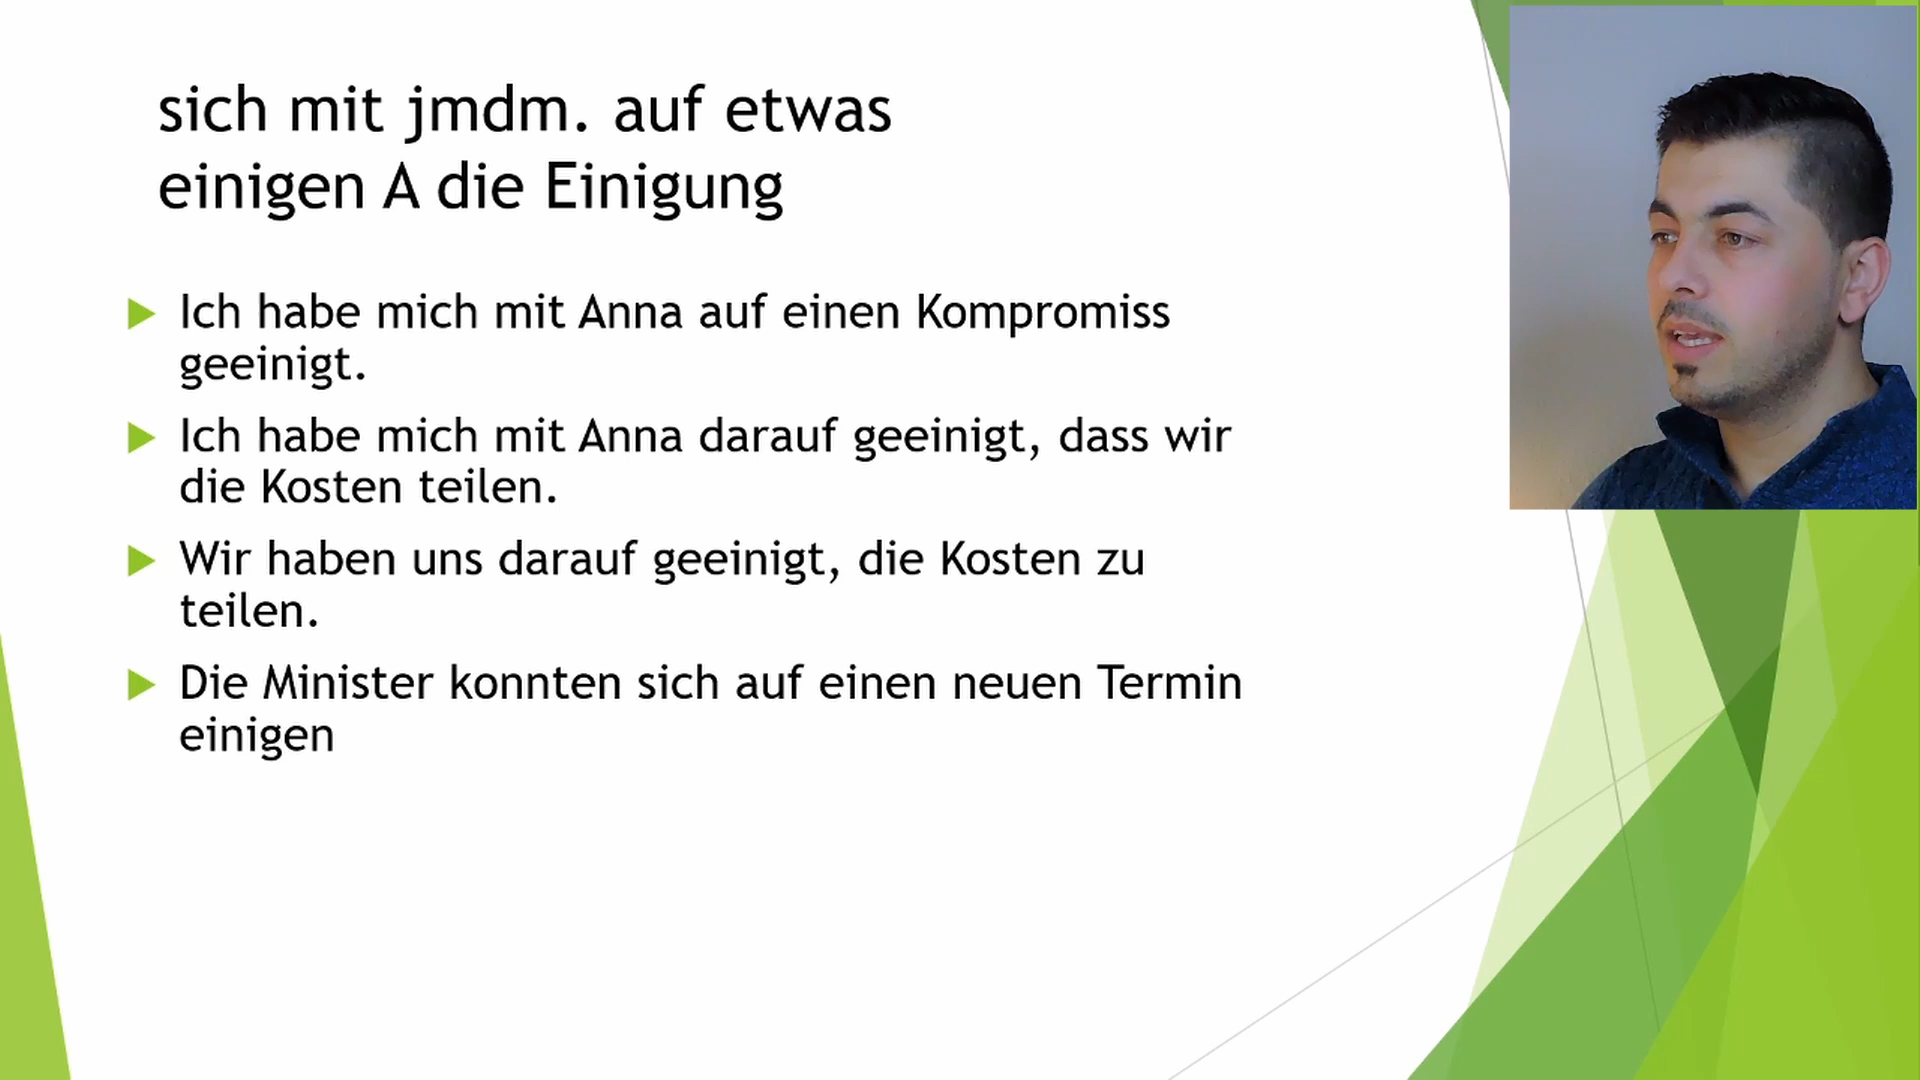 sich mit jmdm. auf etwas
einigen A die Einigung
Ich habe mich mit Anna auf einen Kompromiss
geeinigt.
Ich habe mich mit Anna darauf geeinigt, dass wir
die Kosten teilen.
Wir haben uns darauf geeinigt, die Kosten zu
teilen.
Die Minister konnten sich auf einen neuen Termin
einigen